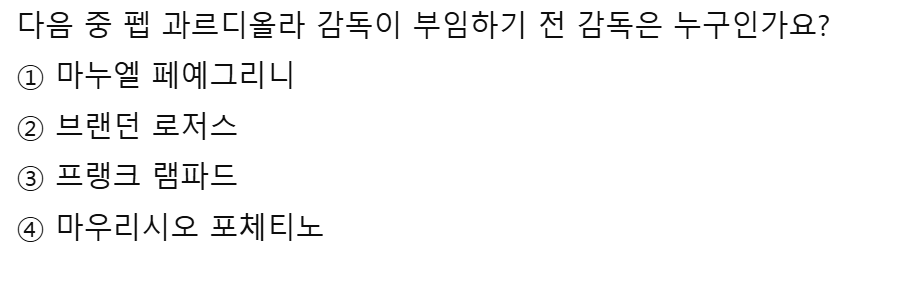 다음 중 펩 과르디올라 감독이 부임하기 전 감독은 누구인가요?
① 마누엘 페예그리니
② 브랜던 로저스
③ 프랭크 램파드
④ 마우리시오 포체티노